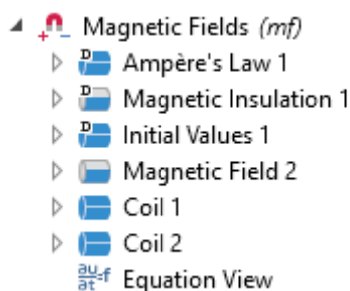 Magnetic Fields (mf)
D Ampère's Law 1
D Magnetic Insulation 1
D Initial Values 1
Magnetic Field 2
Coil 1
Coil 2
∂u/∂t=f Equation View